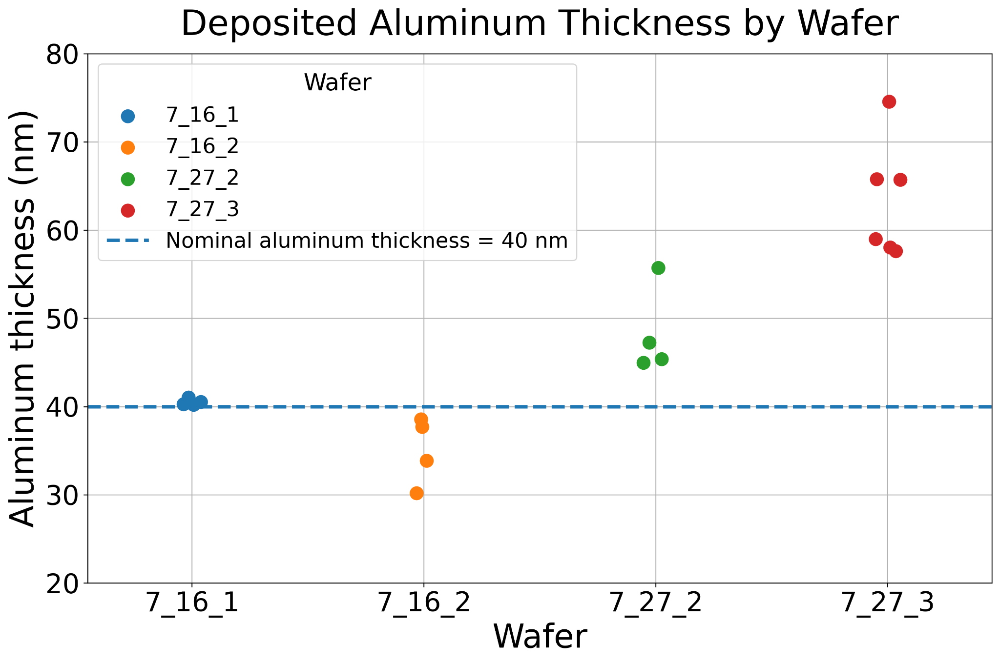 Deposited Aluminum Thickness by Wafer
Aluminum thickness (nm)
80
70
60
50
40
30
20
Wafer
7_16_1
7_16_2
7_27_2
7_27_3
Nominal aluminum thickness = 40 nm
7_16_1 7_16_2 7_27_2 7_27_3
Wafer